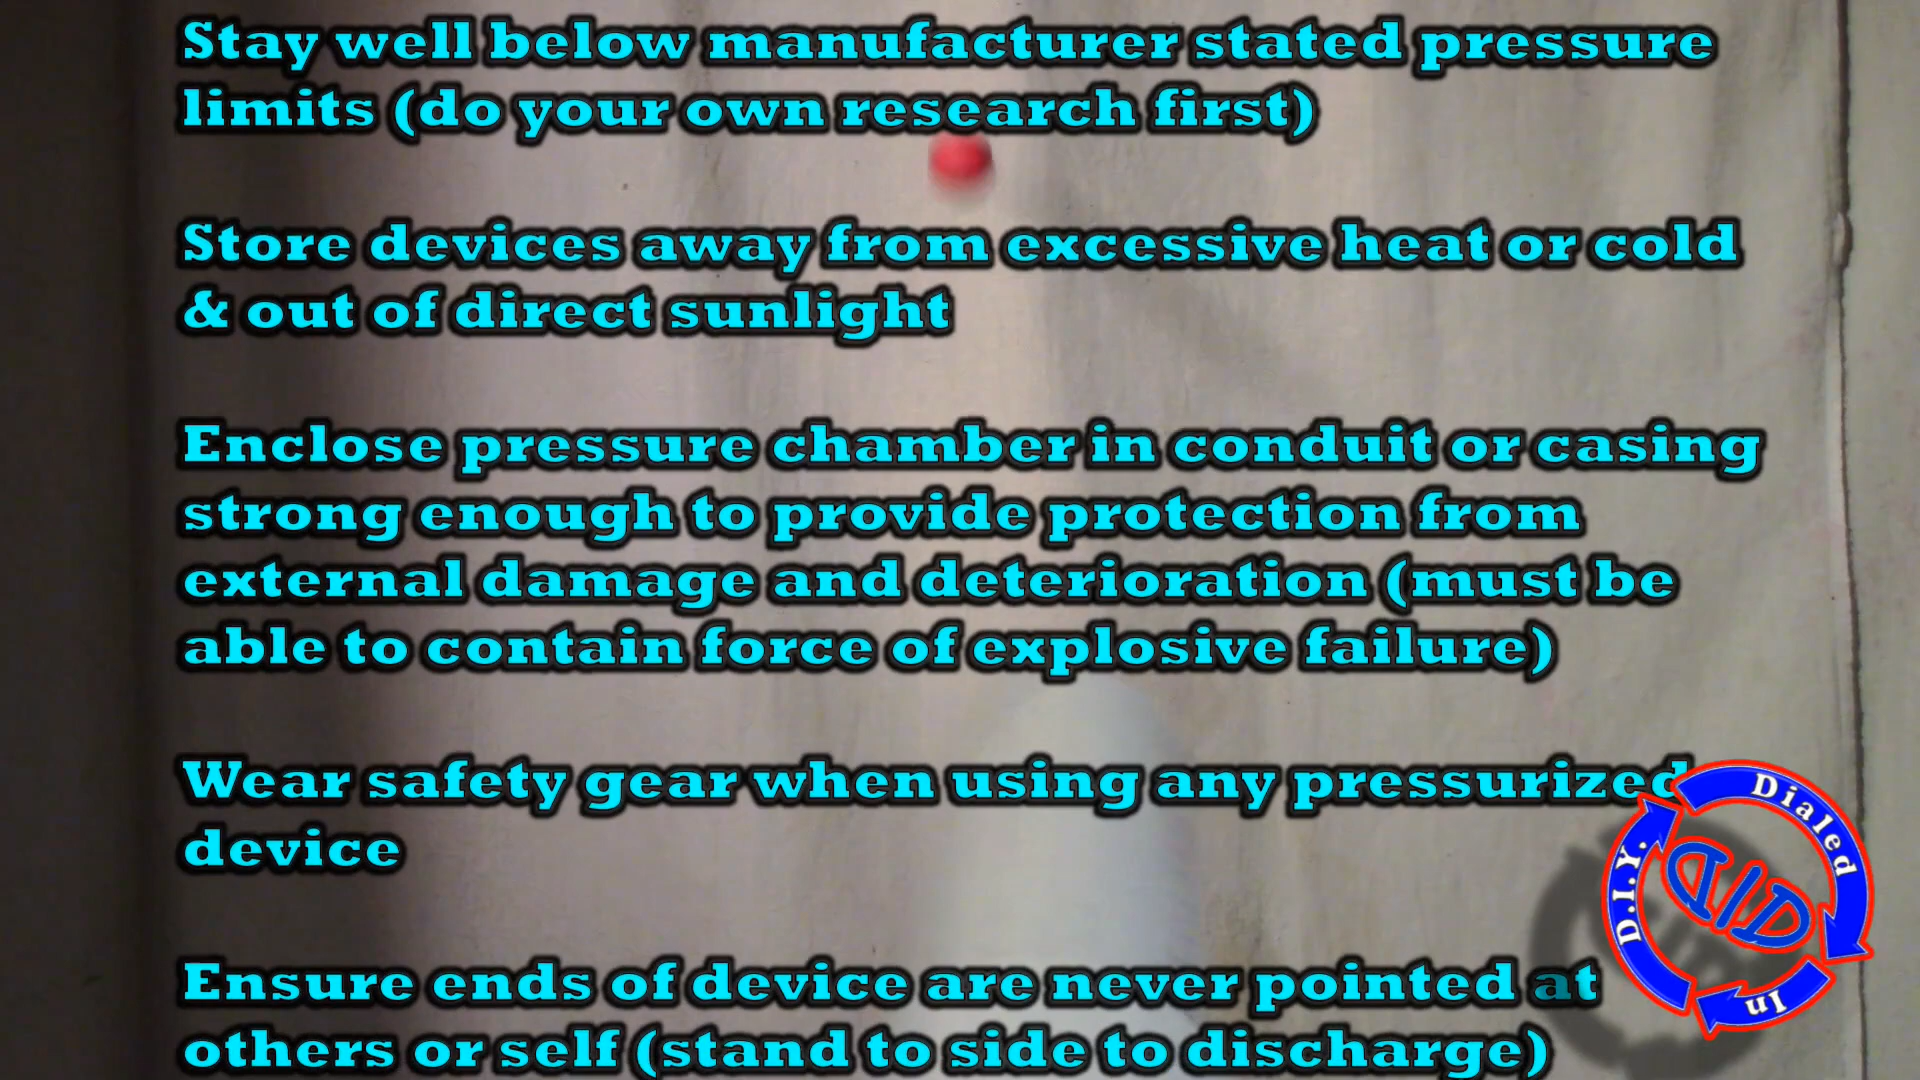 Stay well below manufacturer stated pressure
limits (do your own research first)
Store devices away from excessive heat or cold
& out of direct sunlight
Enclose pressure chamber in conduit or casing
strong enough to provide protection from
external damage and deterioration (must be
able to contain force of explosive failure)
Wear safety gear when using any pressurized
device
Ensure ends of device are never pointed at
others or self (stand to side to discharge)
D.I.Y.
Dialed
In
DID